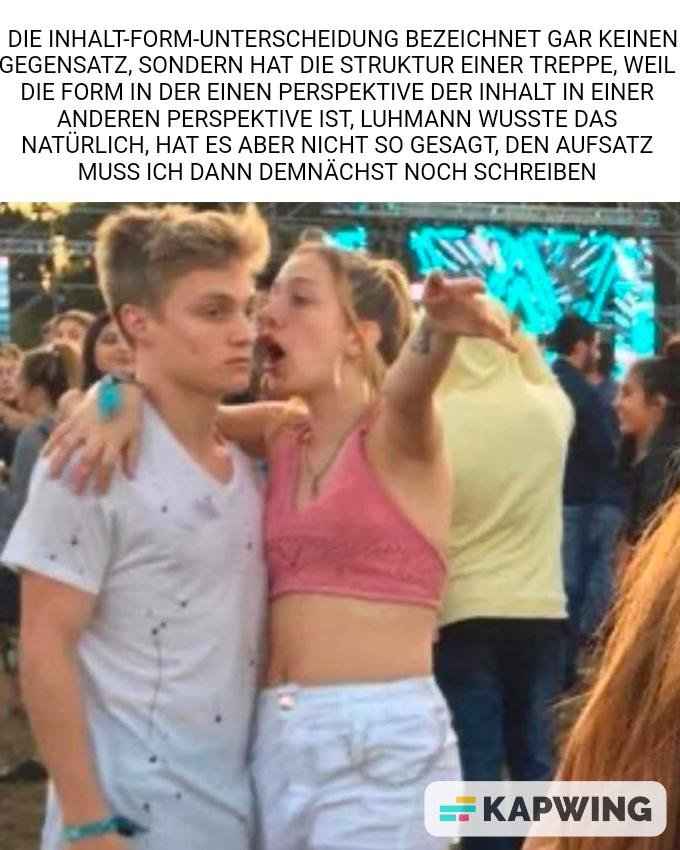 DIE INHALT-FORM-UNTERSCHEIDUNG BEZEICHNET GAR KEINEN
GEGENSATZ, SONDERN HAT DIE STRUKTUR EINER TREPPE, WEIL
DIE FORM IN DER EINEN PERSPEKTIVE DER INHALT IN EINER
ANDEREN PERSPEKTIVE IST, LUHMANN WUSSTE DAS
NATÜRLICH, HAT ES ABER NICHT SO GESAGT, DEN AUFSATZ
MUSS ICH DANN DEMNÄCHST NOCH SCHREIBEN
KAPWING